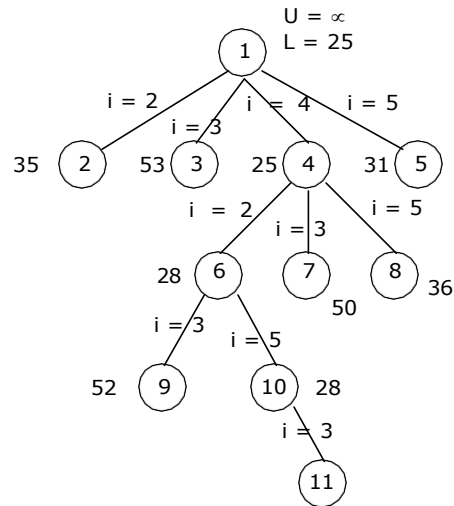 U = ∝
L = 25
1
i = 2
i = 3
i = 4
i = 5
35 2
53 3
25 4
31 5
i = 2
i = 3
i = 5
28 6
7
8
50
36
i = 3
i = 5
52 9
10 28
i = 3
11